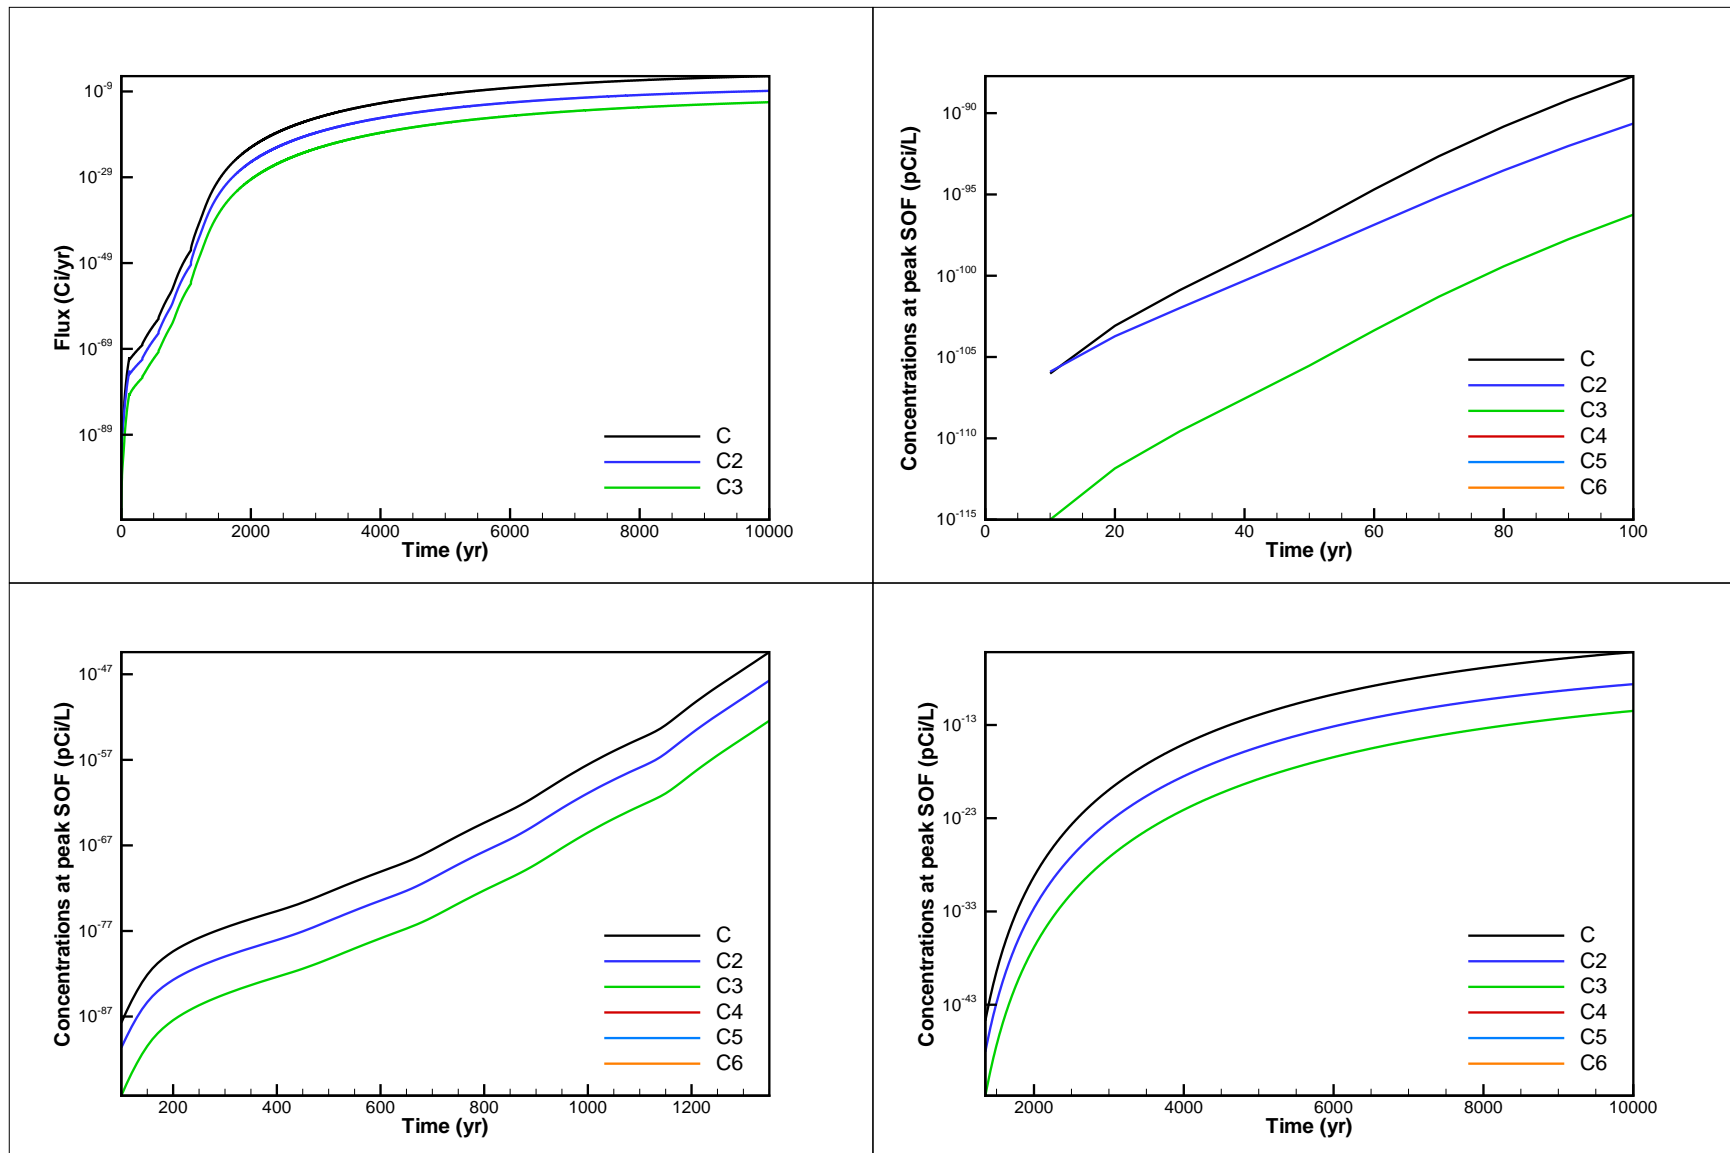 Flux (Ci/yr)
10⁻⁹
10⁻²⁹
10⁻⁴⁹
10⁻⁶⁹
10⁻⁸⁹
C
C2
C3
0 2000 4000 6000 8000 10000
Time (yr)
Concentrations at peak SOF (pCi/L)
10⁻⁹⁰
10⁻⁹⁵
10⁻¹⁰⁰
10⁻¹⁰⁵
10⁻¹¹⁰
10⁻¹¹⁵
C
C2
C3
C4
C5
C6
0 20 40 60 80 100
Time (yr)
Concentrations at peak SOF (pCi/L)
10⁻⁴⁷
10⁻⁵⁷
10⁻⁶⁷
10⁻⁷⁷
10⁻⁸⁷
C
C2
C3
C4
C5
C6
200 400 600 800 1000 1200
Time (yr)
Concentrations at peak SOF (pCi/L)
10⁻¹³
10⁻²³
10⁻³³
10⁻⁴³
C
C2
C3
C4
C5
C6
2000 4000 6000 8000 10000
Time (yr)